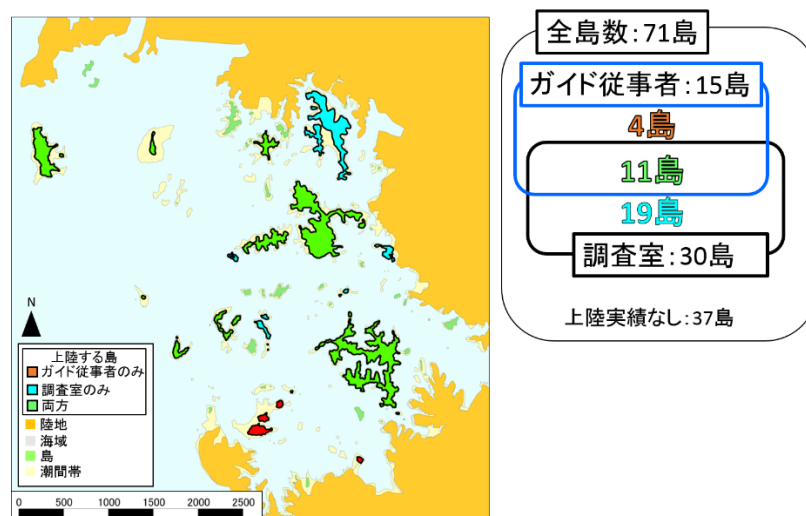 全島数:71島
ガイド従事者:15島
4島
11島
19島
調査室:30島
上陸実績なし:37島
N
上陸する島
ガイド従事者のみ
調査室のみ
両方
陸地
海域
島
潮間帯
0 500 1000 1500 2000 2500